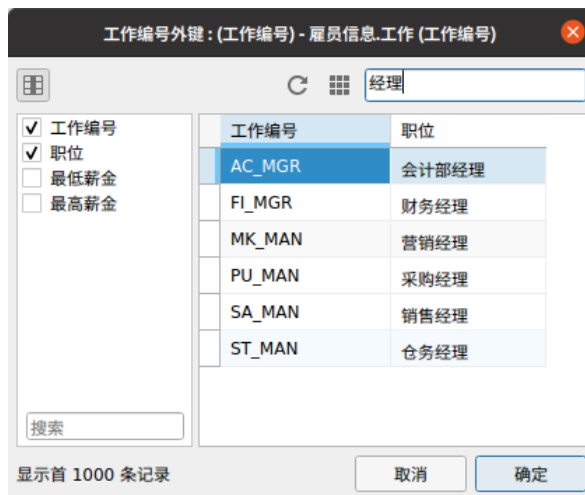 工作编号外键 : (工作编号) - 雇员信息.工作 (工作编号)
经理
工作编号
职位
最低薪金
最高薪金
搜索
工作编号 职位
AC_MGR 会计部经理
FI_MGR 财务经理
MK_MAN 营销经理
PU_MAN 采购经理
SA_MAN 销售经理
ST_MAN 仓务经理
显示首 1000 条记录
取消
确定